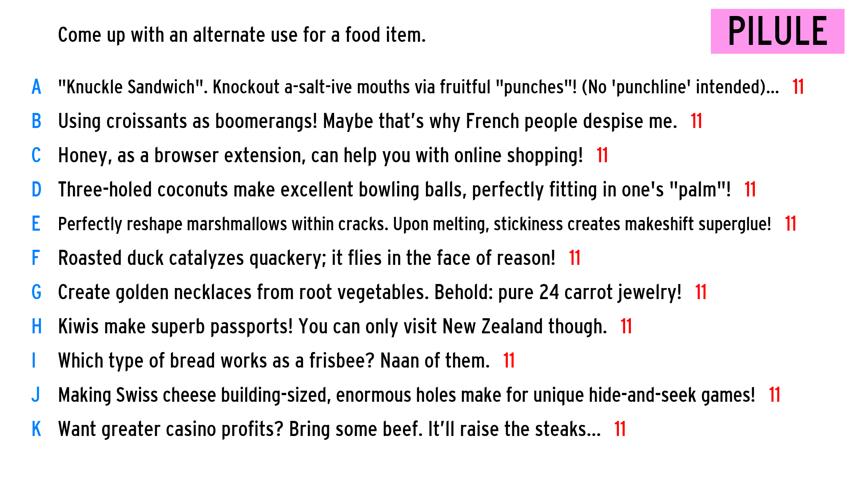 Come up with an alternate use for a food item.
PILULE
A "Knuckle Sandwich". Knockout a-salt-ive mouths via fruitful "punches"! (No 'punchline' intended)... 11
B Using croissants as boomerangs! Maybe that's why French people despise me. 11
C Honey, as a browser extension, can help you with online shopping! 11
D Three-holed coconuts make excellent bowling balls, perfectly fitting in one's "palm"! 11
E Perfectly reshape marshmallows within cracks. Upon melting, stickiness creates makeshift superglue! 11
F Roasted duck catalyzes quackery; it flies in the face of reason! 11
G Create golden necklaces from root vegetables. Behold: pure 24 carrot jewelry! 11
H Kiwis make superb passports! You can only visit New Zealand though. 11
I Which type of bread works as a frisbee? Naan of them. 11
J Making Swiss cheese building-sized, enormous holes make for unique hide-and-seek games! 11
K Want greater casino profits? Bring some beef. It'll raise the steaks... 11